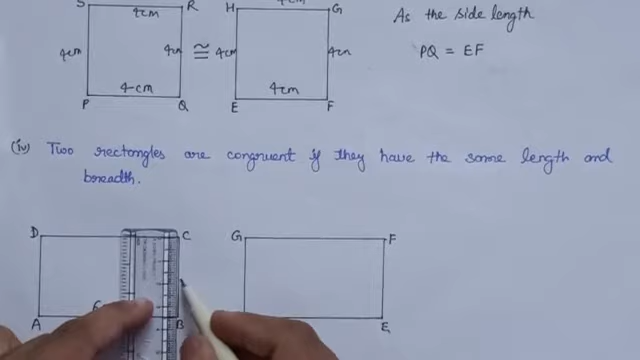 S R H G As the side length
4cm
4cm 4cm ≅ 4cm 4cm PQ = EF
4cm 4cm
P Q E F
(iv) Two rectangles are congruent if they have the same length and
breadth.
D C G F
A B E